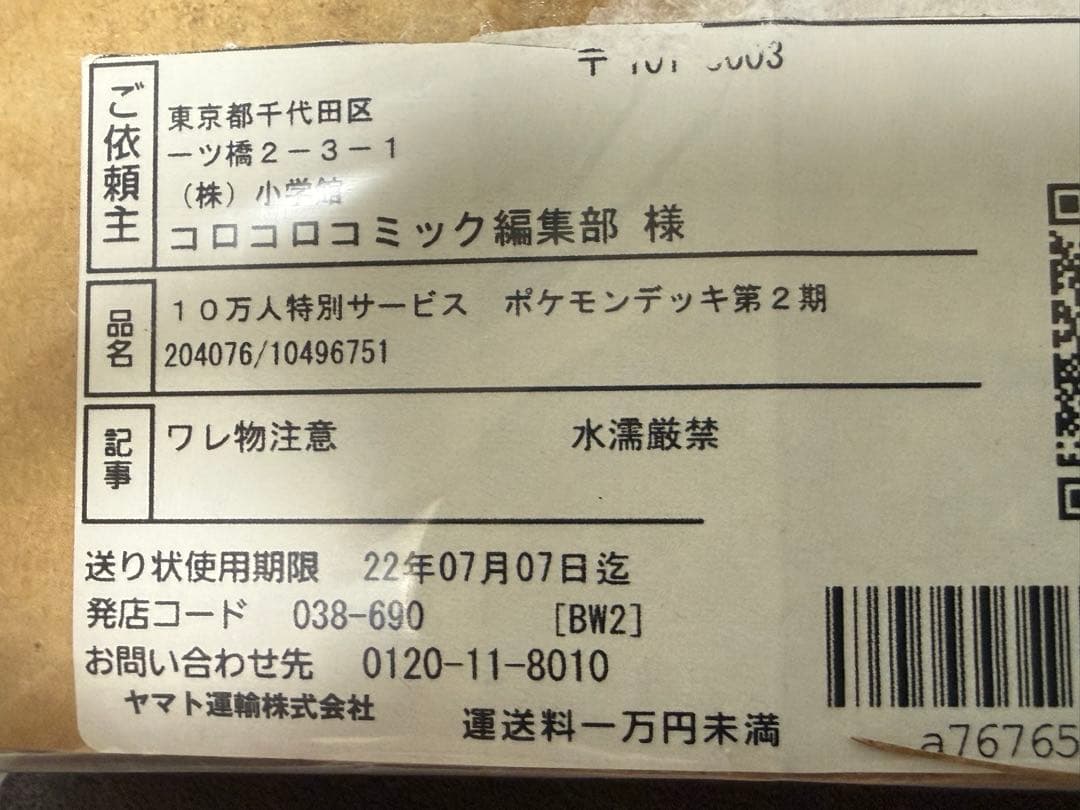 〒
ご依頼主
東京都千代田区
一ツ橋２－３－１
（株）小学館
コロコロコミック編集部 様
品名
１０万人特別サービス　ポケモンデッキ第２期
204076/10496751
記事
ワレ物注意　水濡厳禁
送り状使用期限　22年07月07日迄
発店コード　038-690　[BW2]
お問い合わせ先　0120-11-8010
ヤマト運輸株式会社
運送料一万円未満
a76765